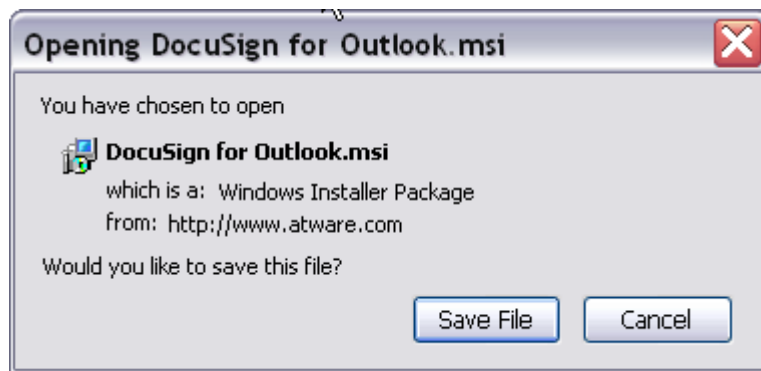 Opening DocuSign for Outlook.msi
You have chosen to open
DocuSign for Outlook.msi
which is a: Windows Installer Package
from: http://www.atware.com
Would you like to save this file?
Save File Cancel